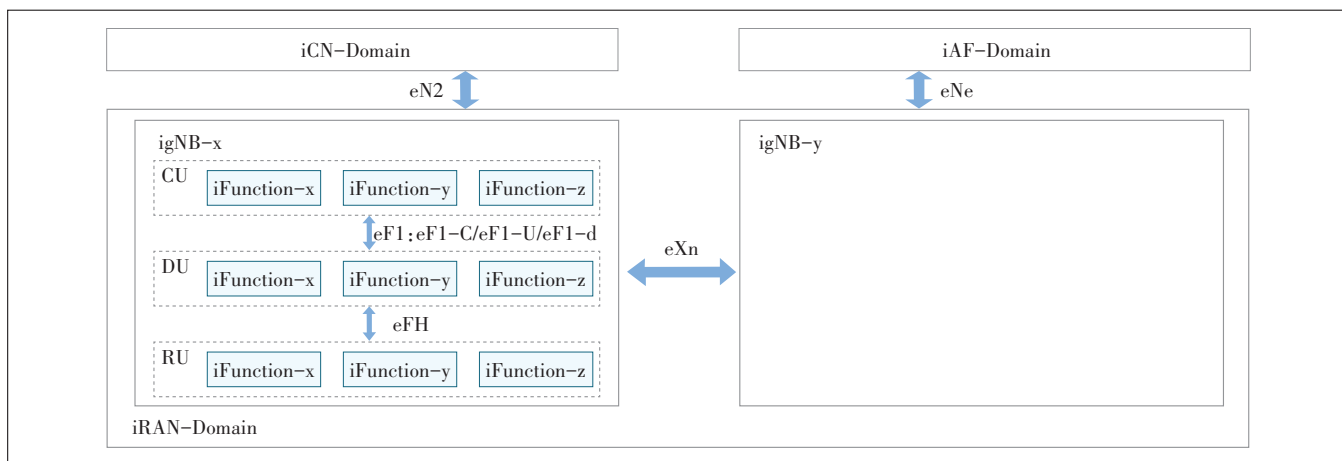 iCN-Domain
iAF-Domain
eN2
eNe
igNB-x
igNB-y
CU
iFunction-x
iFunction-y
iFunction-z
eF1:eF1-C/eF1-U/eF1-d
DU
iFunction-x
iFunction-y
iFunction-z
eXn
eFH
RU
iFunction-x
iFunction-y
iFunction-z
iRAN-Domain